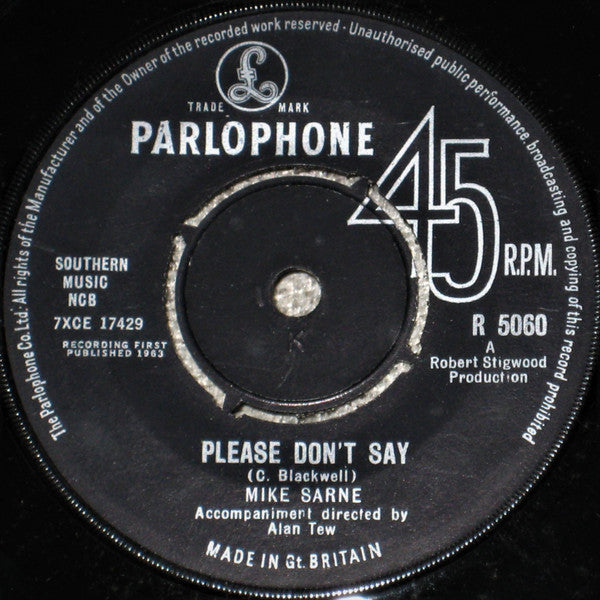 The Parlophone Co. Ltd. All rights of the Manufacturer and of the Owner of the recorded work reserved - Unauthorised public performance, broadcasting and copying of this record prohibited
£
TRADE MARK
PARLOPHONE
45
R.P.M.
SOUTHERN
MUSIC
NCB
7XCE 17429
RECORDING FIRST
PUBLISHED 1963
R 5060
A
Robert Stigwood
Production
K
PLEASE DON'T SAY
(C. Blackwell)
MIKE SARNE
Accompaniment directed by
Alan Tew
MADE IN Gt. BRITAIN